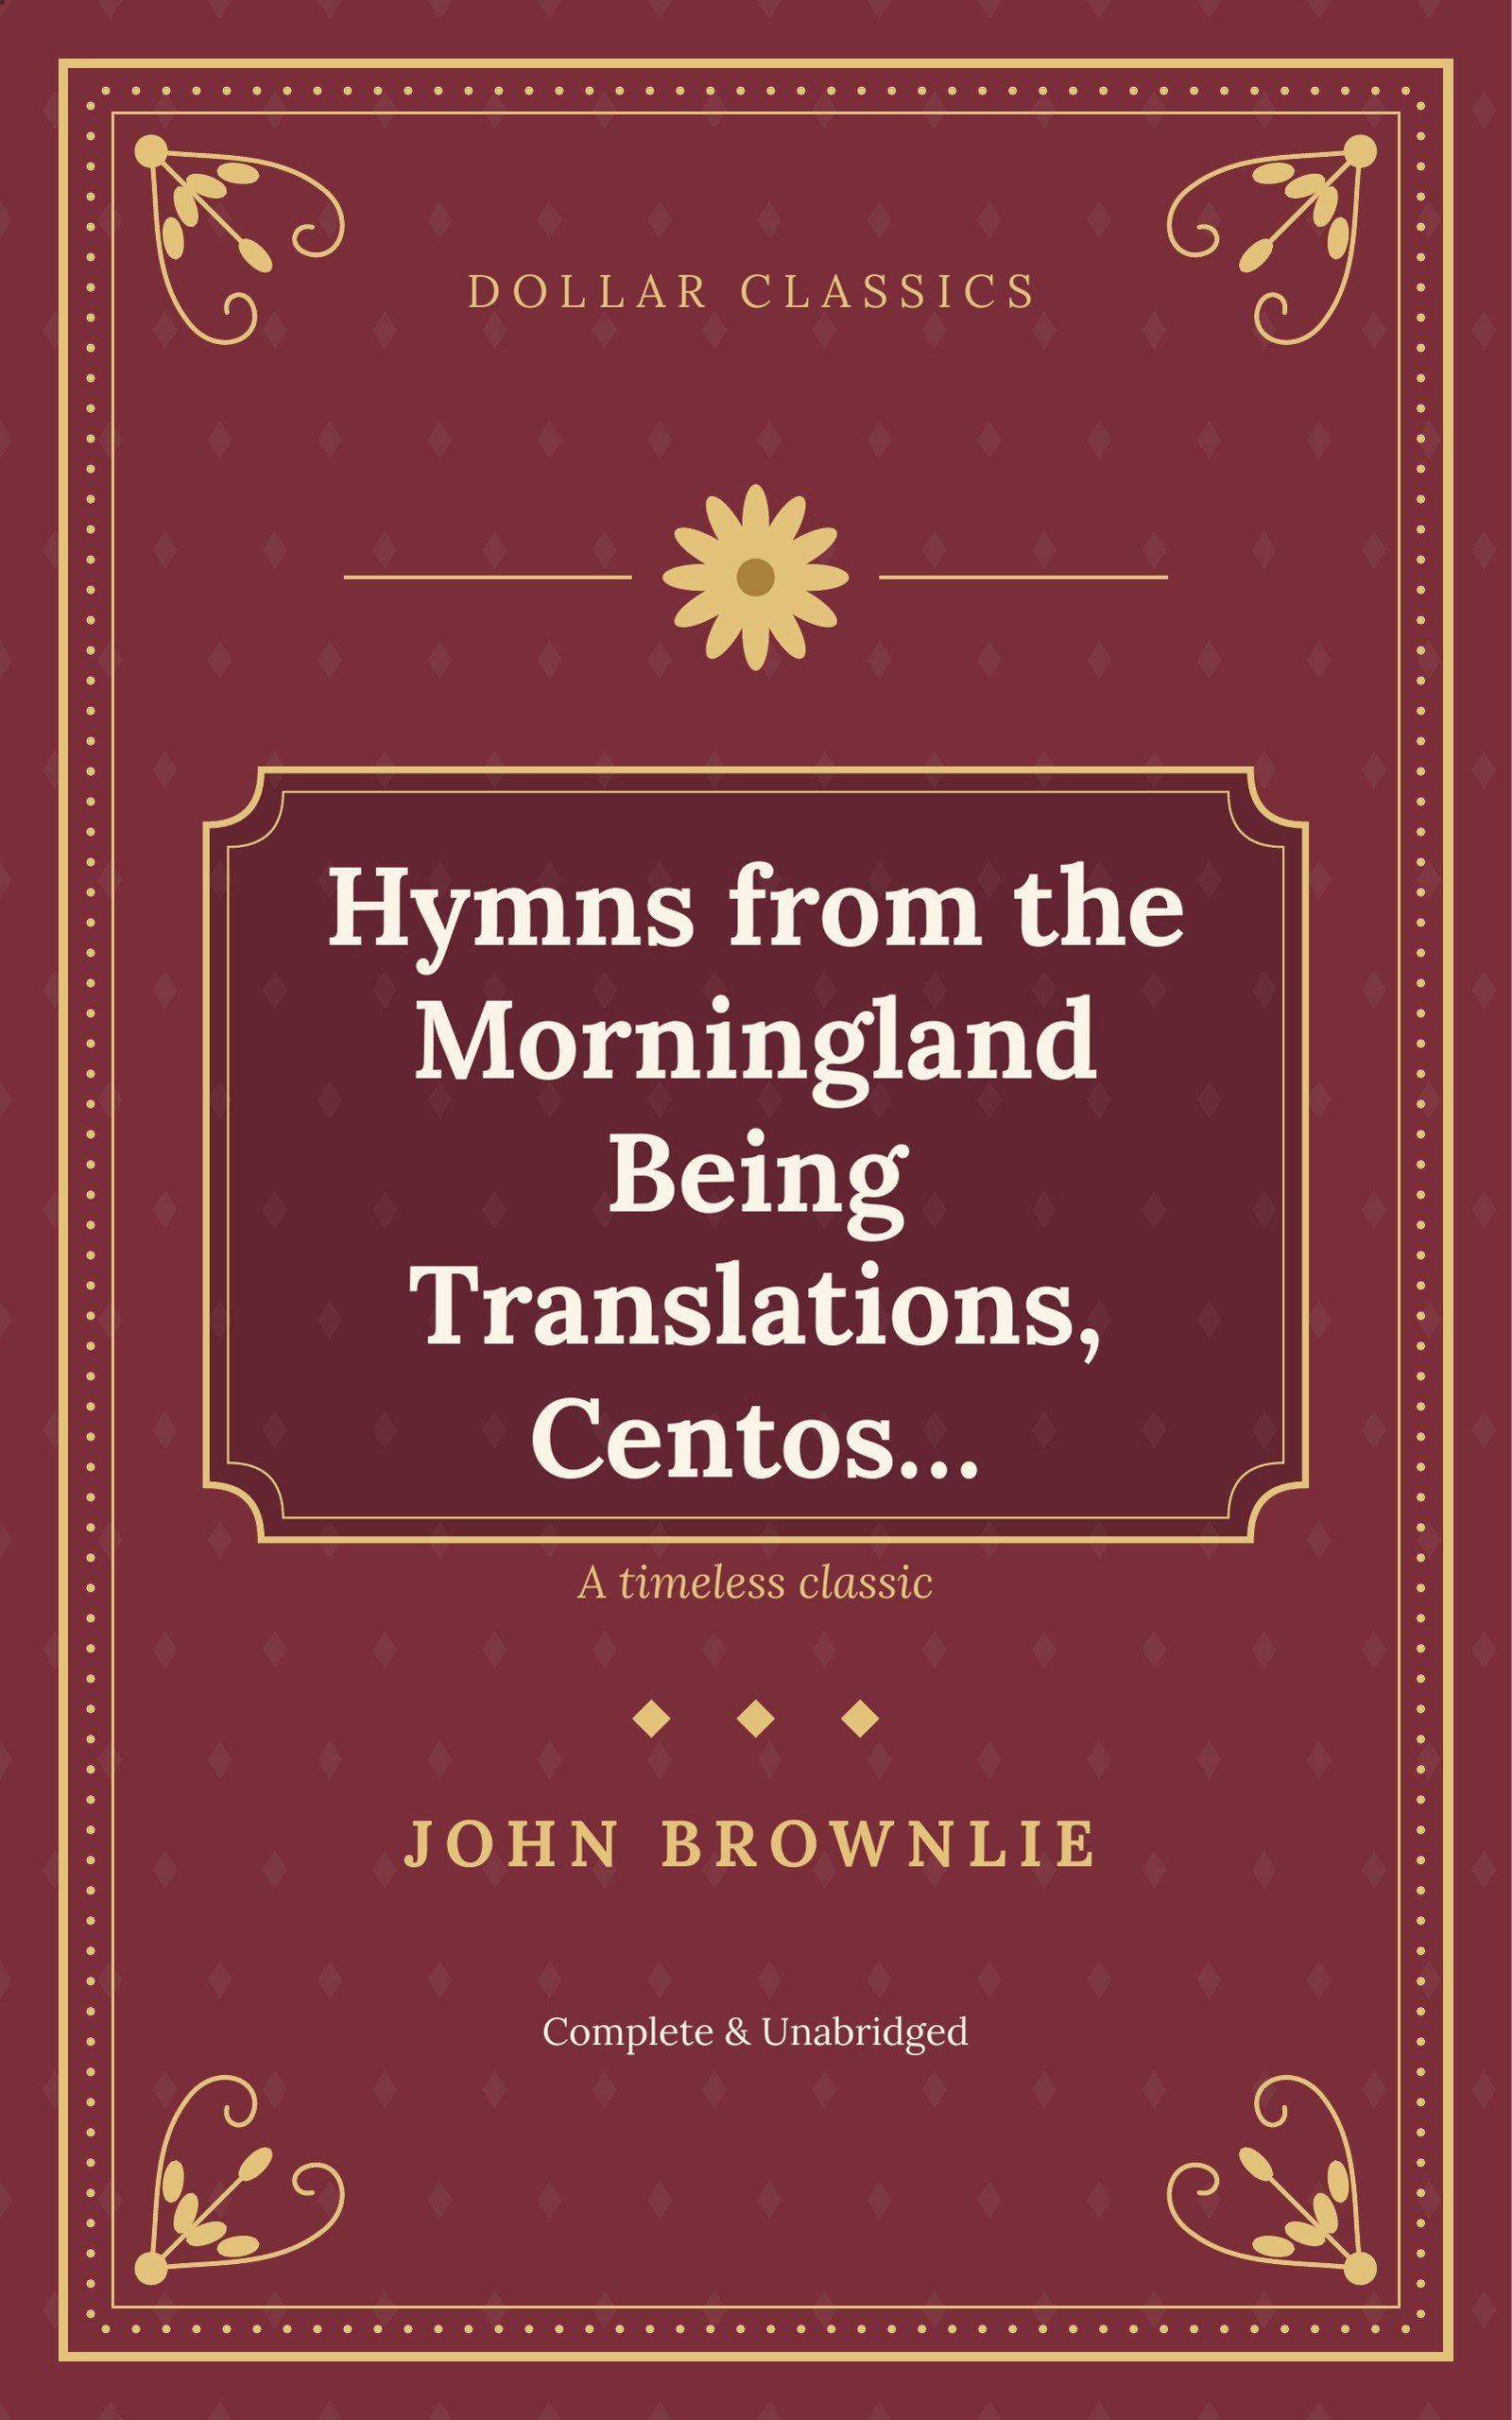 DOLLAR CLASSICS
Hymns from the
Morningland
Being
Translations,
Centos...
A timeless classic
JOHN BROWNLIE
Complete & Unabridged